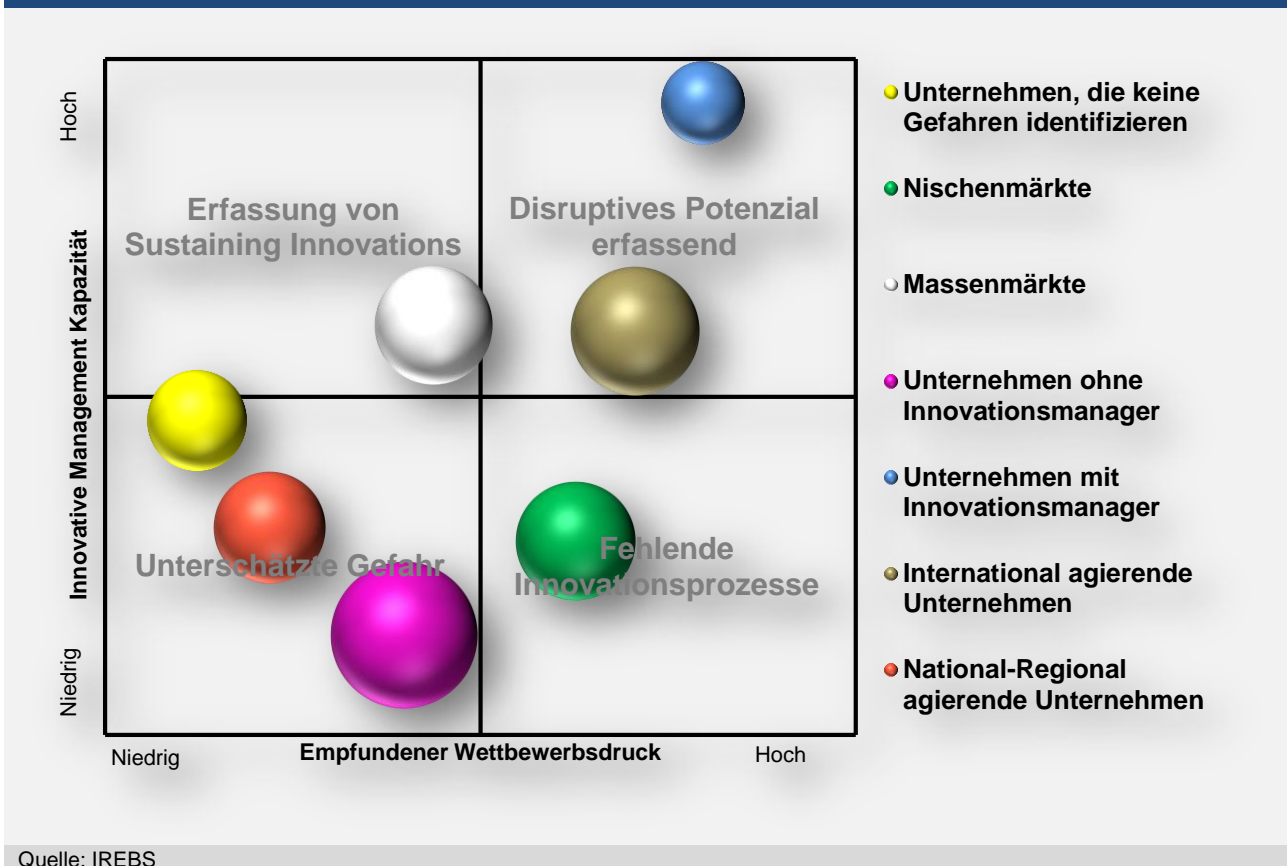 Hoch
Innovative Management Kapazität
Niedrig
Erfassung von
Sustaining Innovations
Disruptives Potenzial
erfassend
Unterschätzte Gefahr
Fehlende
Innovationsprozesse
Niedrig
Empfundener Wettbewerbsdruck
Hoch
Unternehmen, die keine
Gefahren identifizieren
Nischenmärkte
Massenmärkte
Unternehmen ohne
Innovationsmanager
Unternehmen mit
Innovationsmanager
International agierende
Unternehmen
National-Regional
agierende Unternehmen
Quelle: IREBS